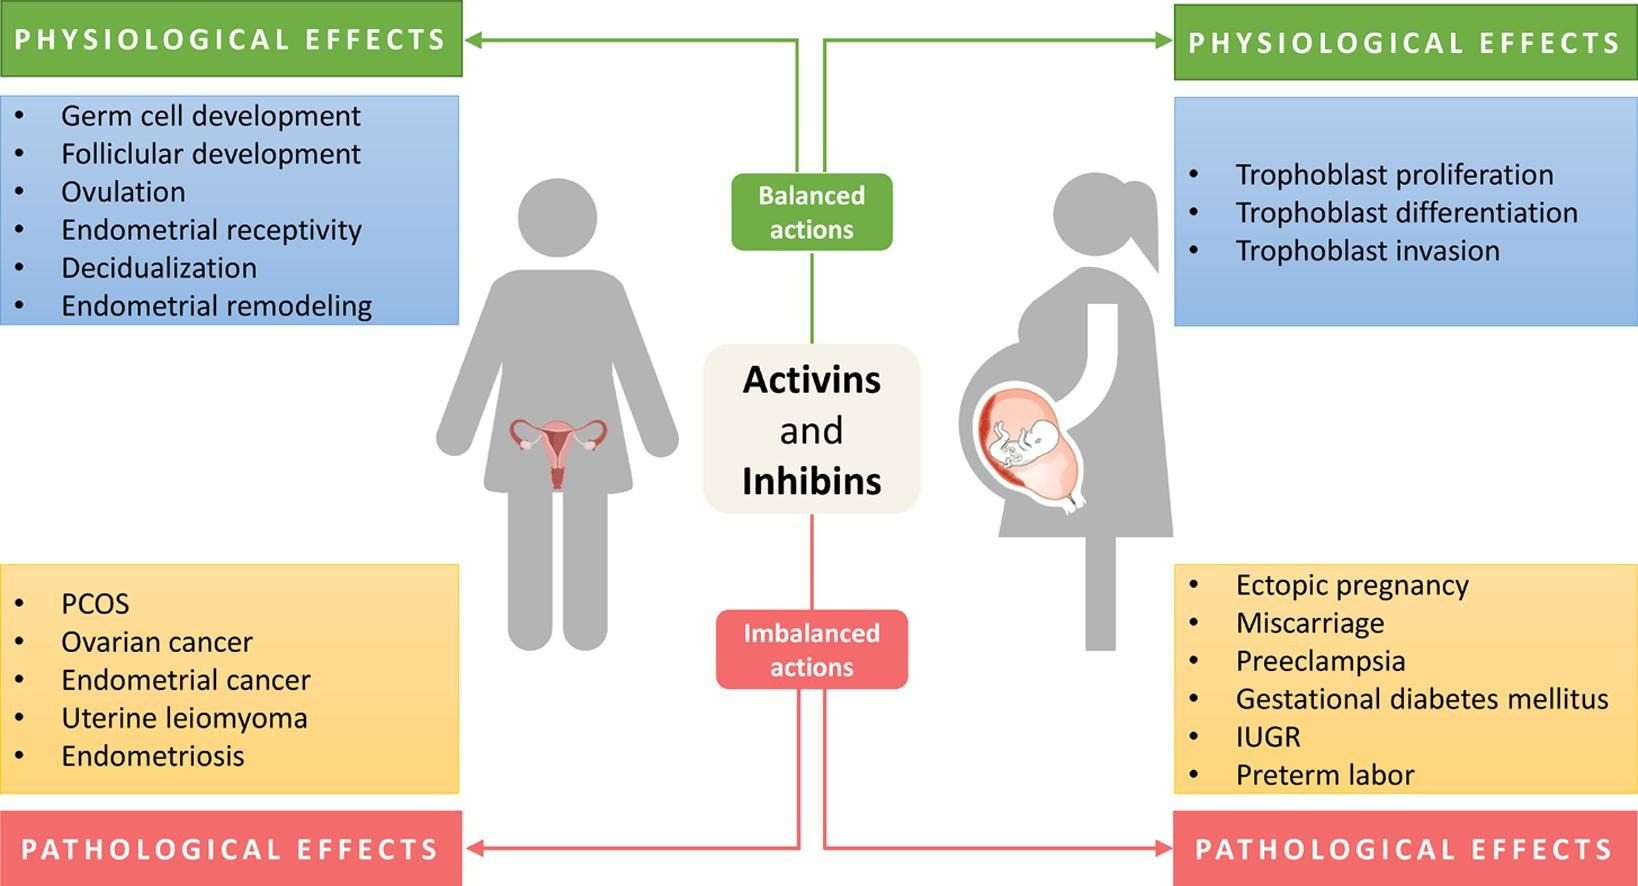 PHYSIOLOGICAL EFFECTS
• Germ cell development
• Folliclular development
• Ovulation
• Endometrial receptivity
• Decidualization
• Endometrial remodeling
Balanced
actions
PHYSIOLOGICAL EFFECTS
• Trophoblast proliferation
• Trophoblast differentiation
• Trophoblast invasion
Activins
and
Inhibins
Imbalanced
actions
• PCOS
• Ovarian cancer
• Endometrial cancer
• Uterine leiomyoma
• Endometriosis
PATHOLOGICAL EFFECTS
• Ectopic pregnancy
• Miscarriage
• Preeclampsia
• Gestational diabetes mellitus
• IUGR
• Preterm labor
PATHOLOGICAL EFFECTS